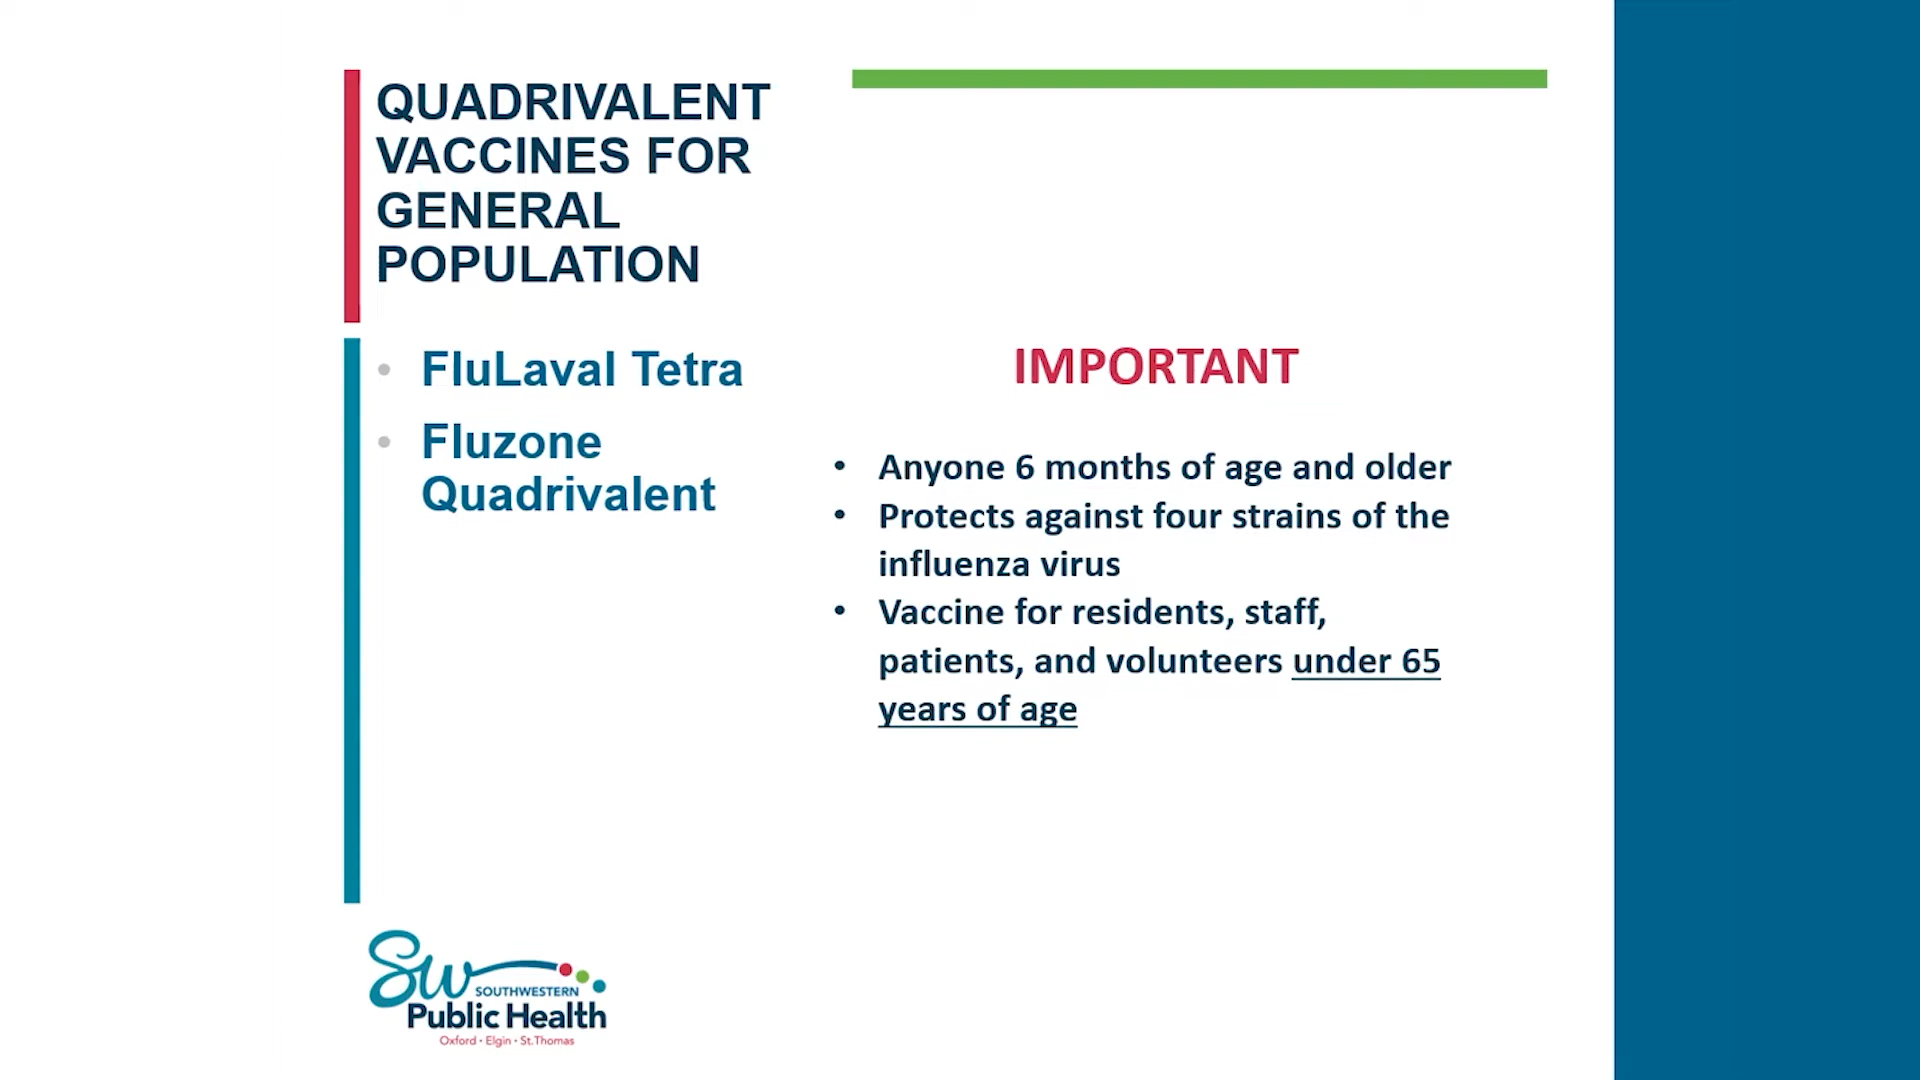 QUADRIVALENT
VACCINES FOR
GENERAL
POPULATION
• FluLaval Tetra
• Fluzone
Quadrivalent
IMPORTANT
• Anyone 6 months of age and older
• Protects against four strains of the
influenza virus
• Vaccine for residents, staff,
patients, and volunteers under 65
years of age
SW
SOUTHWESTERN
Public Health
Oxford • Elgin • St.Thomas